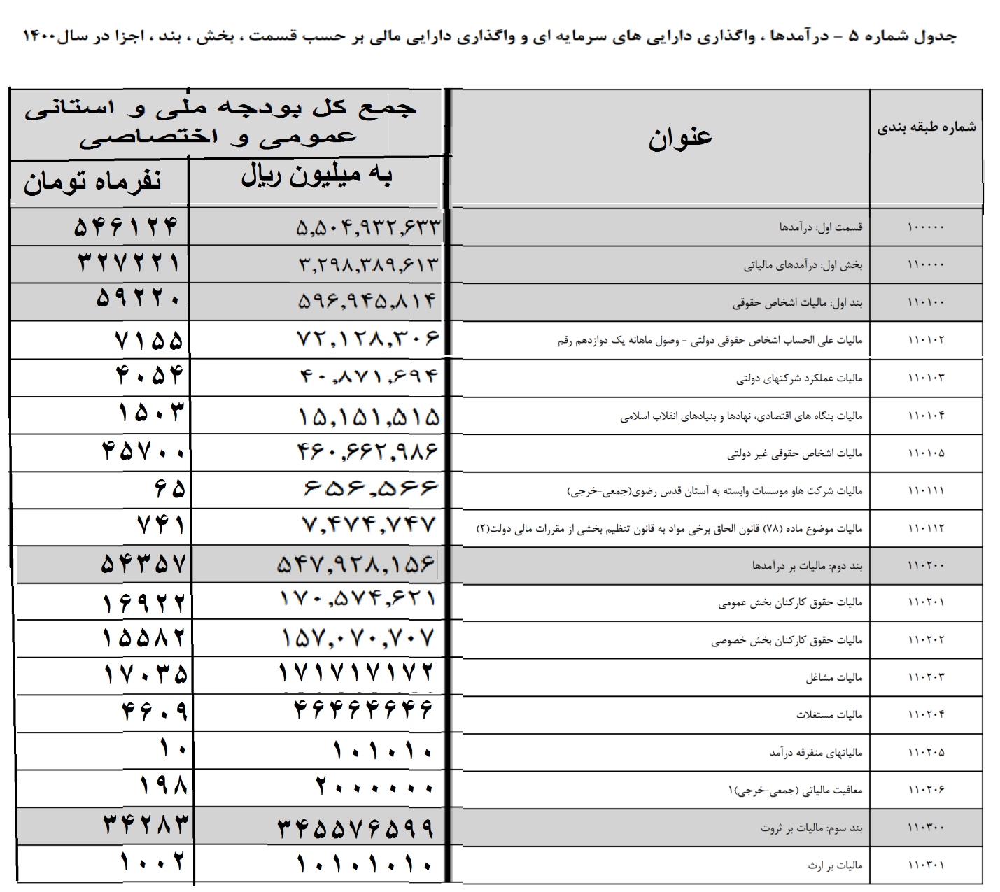 جدول شماره ۵ - درآمدها ، واگذاری دارایی های سرمایه ای و واگذاری دارایی مالی بر حسب قسمت ، بخش ، بند ، اجزا در سال۱۴۰۰
شماره طبقه بندی عنوان جمع کل بودجه ملی و استانی
عمومی و اختصاصی
به میلیون ریال نفرماه تومان
۱۰۰۰۰۰ قسمت اول: درآمدها ۵,۵۰۴,۹۳۲,۶۳۳ ۵۴۶۱۲۴
۱۱۰۰۰۰ بخش اول: درآمدهای مالیاتی ۳,۲۹۸,۳۸۹,۶۱۳ ۳۲۷۲۲۱
۱۱۰۱۰۰ بند اول: مالیات اشخاص حقوقی ۵۹۶,۹۴۵,۸۱۴ ۵۹۲۲۰
۱۱۰۱۰۲ مالیات علی الحساب اشخاص حقوقی دولتی - وصول ماهانه یک دوازدهم رقم ۷۲,۱۲۸,۳۰۶ ۷۱۵۵
۱۱۰۱۰۳ مالیات عملکرد شرکتهای دولتی ۴۰,۸۷۱,۶۹۴ ۴۰۵۴
۱۱۰۱۰۴ مالیات بنگاه های اقتصادی، نهادها و بنیادهای انقلاب اسلامی ۱۵,۱۵۱,۵۱۵ ۱۵۰۳
۱۱۰۱۰۵ مالیات اشخاص حقوقی غیر دولتی ۴۶۰,۶۶۲,۹۸۶ ۴۵۷۰۰
۱۱۰۱۱۱ مالیات شرکت هاو موسسات وابسته به آستان قدس رضوی(جمعی-خرجی) ۶۵۶,۵۶۶ ۶۵
۱۱۰۱۱۲ مالیات موضوع ماده (۷۸) قانون الحاق برخی مواد به قانون تنظیم بخشی از مقررات مالی دولت(۲) ۷,۴۷۴,۷۴۷ ۷۴۱
۱۱۰۲۰۰ بند دوم: مالیات بر درآمدها ۵۴۷,۹۲۸,۱۵۶ ۵۴۳۵۷
۱۱۰۲۰۱ مالیات حقوق کارکنان بخش عمومی ۱۷۰,۵۷۴,۶۲۱ ۱۶۹۲۲
۱۱۰۲۰۲ مالیات حقوق کارکنان بخش خصوصی ۱۵۷,۰۷۰,۷۰۷ ۱۵۵۸۲
۱۱۰۲۰۳ مالیات مشاغل ۱۷۱۷۱۷۱۷۲ ۱۷۰۳۵
۱۱۰۲۰۴ مالیات مستغلات ۴۶۴۶۴۶۴۶ ۴۶۰۹
۱۱۰۲۰۵ مالیاتهای متفرقه درآمد ۱۰۱۰۱۰ ۱۰
۱۱۰۲۰۶ معافیت مالیاتی (جمعی-خرجی)۱ ۲۰۰۰۰۰۰ ۱۹۸
۱۱۰۳۰۰ بند سوم: مالیات بر ثروت ۳۴۵۵۷۶۵۹۹ ۳۴۲۸۳
۱۱۰۳۰۱ مالیات بر ارث ۱۰۱۰۱۰۱۰ ۱۰۰۲